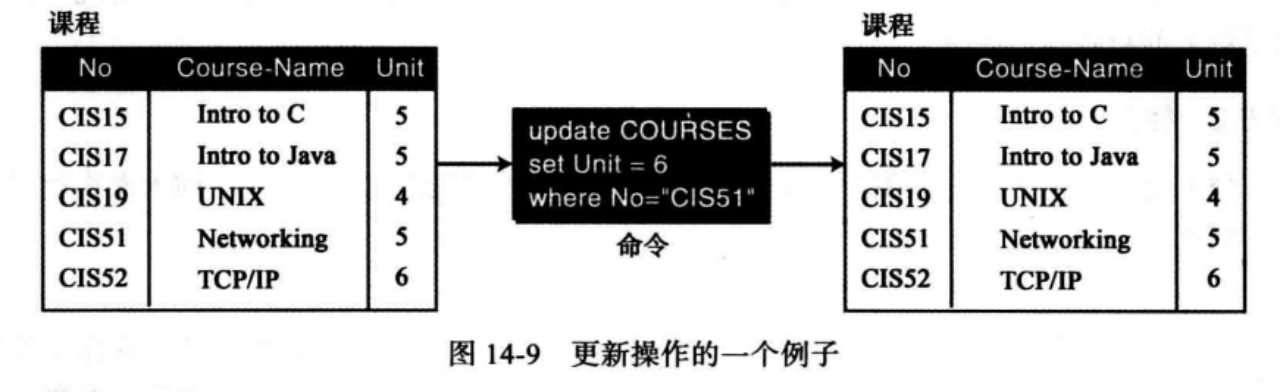 课程
No Course-Name Unit
CIS15 Intro to C 5
CIS17 Intro to Java 5
CIS19 UNIX 4
CIS51 Networking 5
CIS52 TCP/IP 6
update COURSES
set Unit = 6
where No="CIS51"
命令
课程
No Course-Name Unit
CIS15 Intro to C 5
CIS17 Intro to Java 5
CIS19 UNIX 4
CIS51 Networking 5
CIS52 TCP/IP 6
图 14-9 更新操作的一个例子